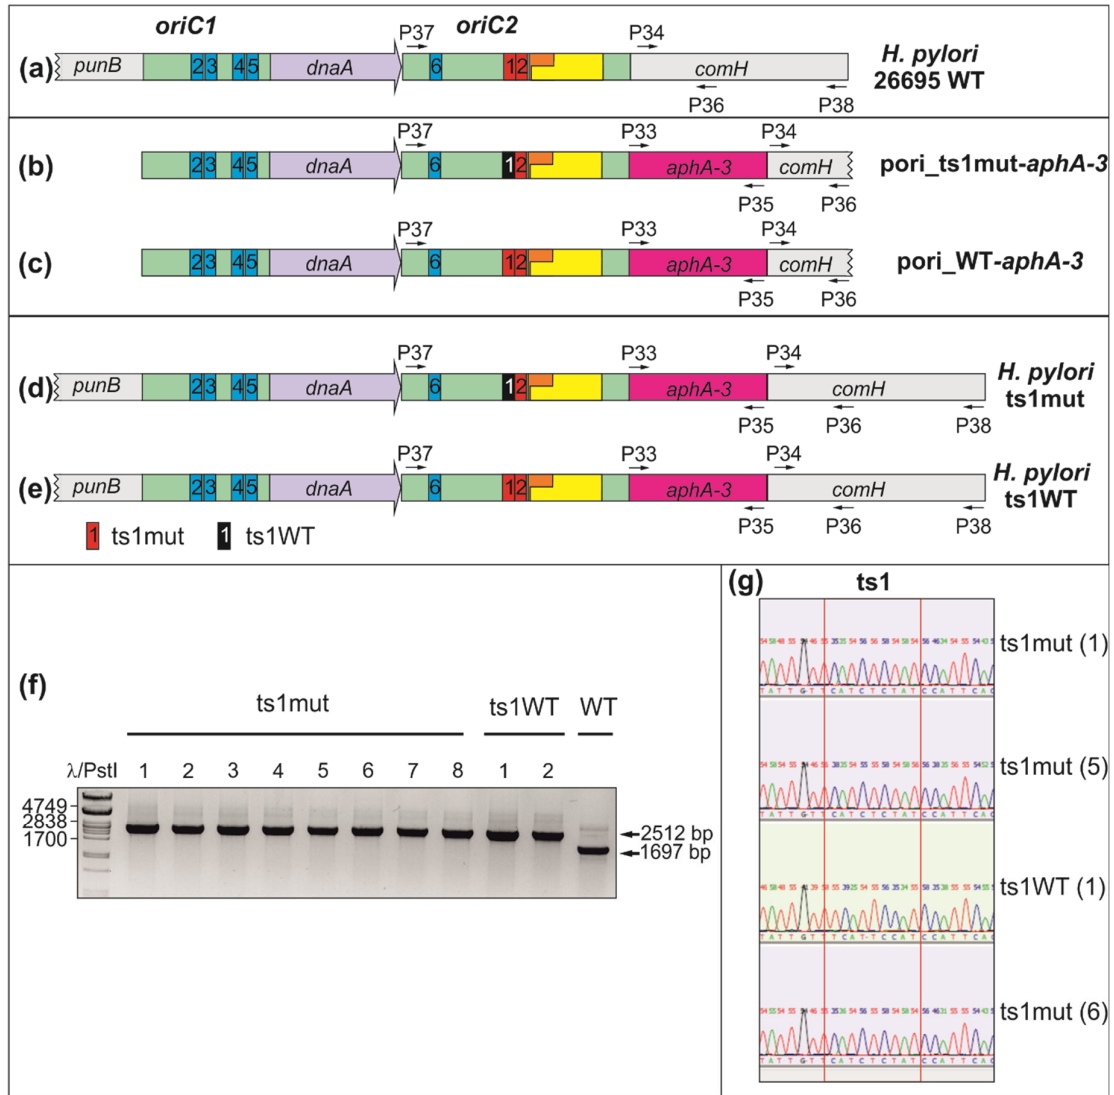 oriC1 P37 oriC2 P34
(a) punB 2 3 4 5 dnaA 6 1 2 comH H. pylori
26695 WT
P36 P38
P37 P33 P34
(b) 2 3 4 5 dnaA 6 1 2 aphA-3 comH pori_ts1mut-aphA-3
P35 P36
P37 P33 P34
(c) 2 3 4 5 dnaA 6 1 2 aphA-3 comH pori_WT-aphA-3
P35 P36
P37 P33 P34
(d) punB 2 3 4 5 dnaA 6 1 2 aphA-3 comH H. pylori
ts1mut
P35 P36 P38
P37 P33 P34
(e) punB 2 3 4 5 dnaA 6 1 2 aphA-3 comH H. pylori
ts1WT
P35 P36 P38
1 ts1mut 1 ts1WT
(f)
ts1mut ts1WT WT
λ/PstI 1 2 3 4 5 6 7 8 1 2
4749
2838
1700
2512 bp
1697 bp
(g) ts1
ts1mut (1)
T A T T G T T C A T C T C T A T C C A T T C A C
ts1mut (5)
T A T T G T T C A T C T C T A T C C A T T C A C
ts1WT (1)
T A T T G T T T C A T - T C C A T C C A T T C A C
ts1mut (6)
T A T T G T T C A T C T C T A T C C A T T C A C